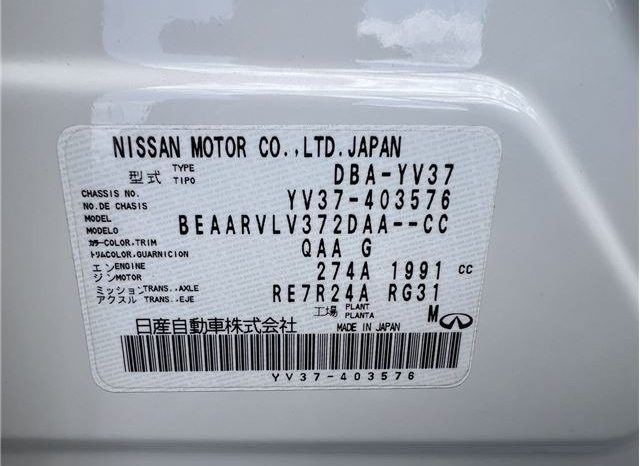 NISSAN MOTOR CO.,LTD.JAPAN
型式 TYPE TIPO DBA-YV37
CHASSIS NO. NO.DE CHASIS YV37-403576
MODEL MODELO BEAARVLV372DAA--CC
カラー COLOR,TRIM トリム COLOR,GUARNICION QAA G
エンジン ENGINE MOTOR 274A 1991 CC
ミッション TRANS. アクスル TRANS. AXLE EJE RE7R24A RG31
工場 PLANT PLANTA M
日産自動車株式会社 MADE IN JAPAN
YV37-403576